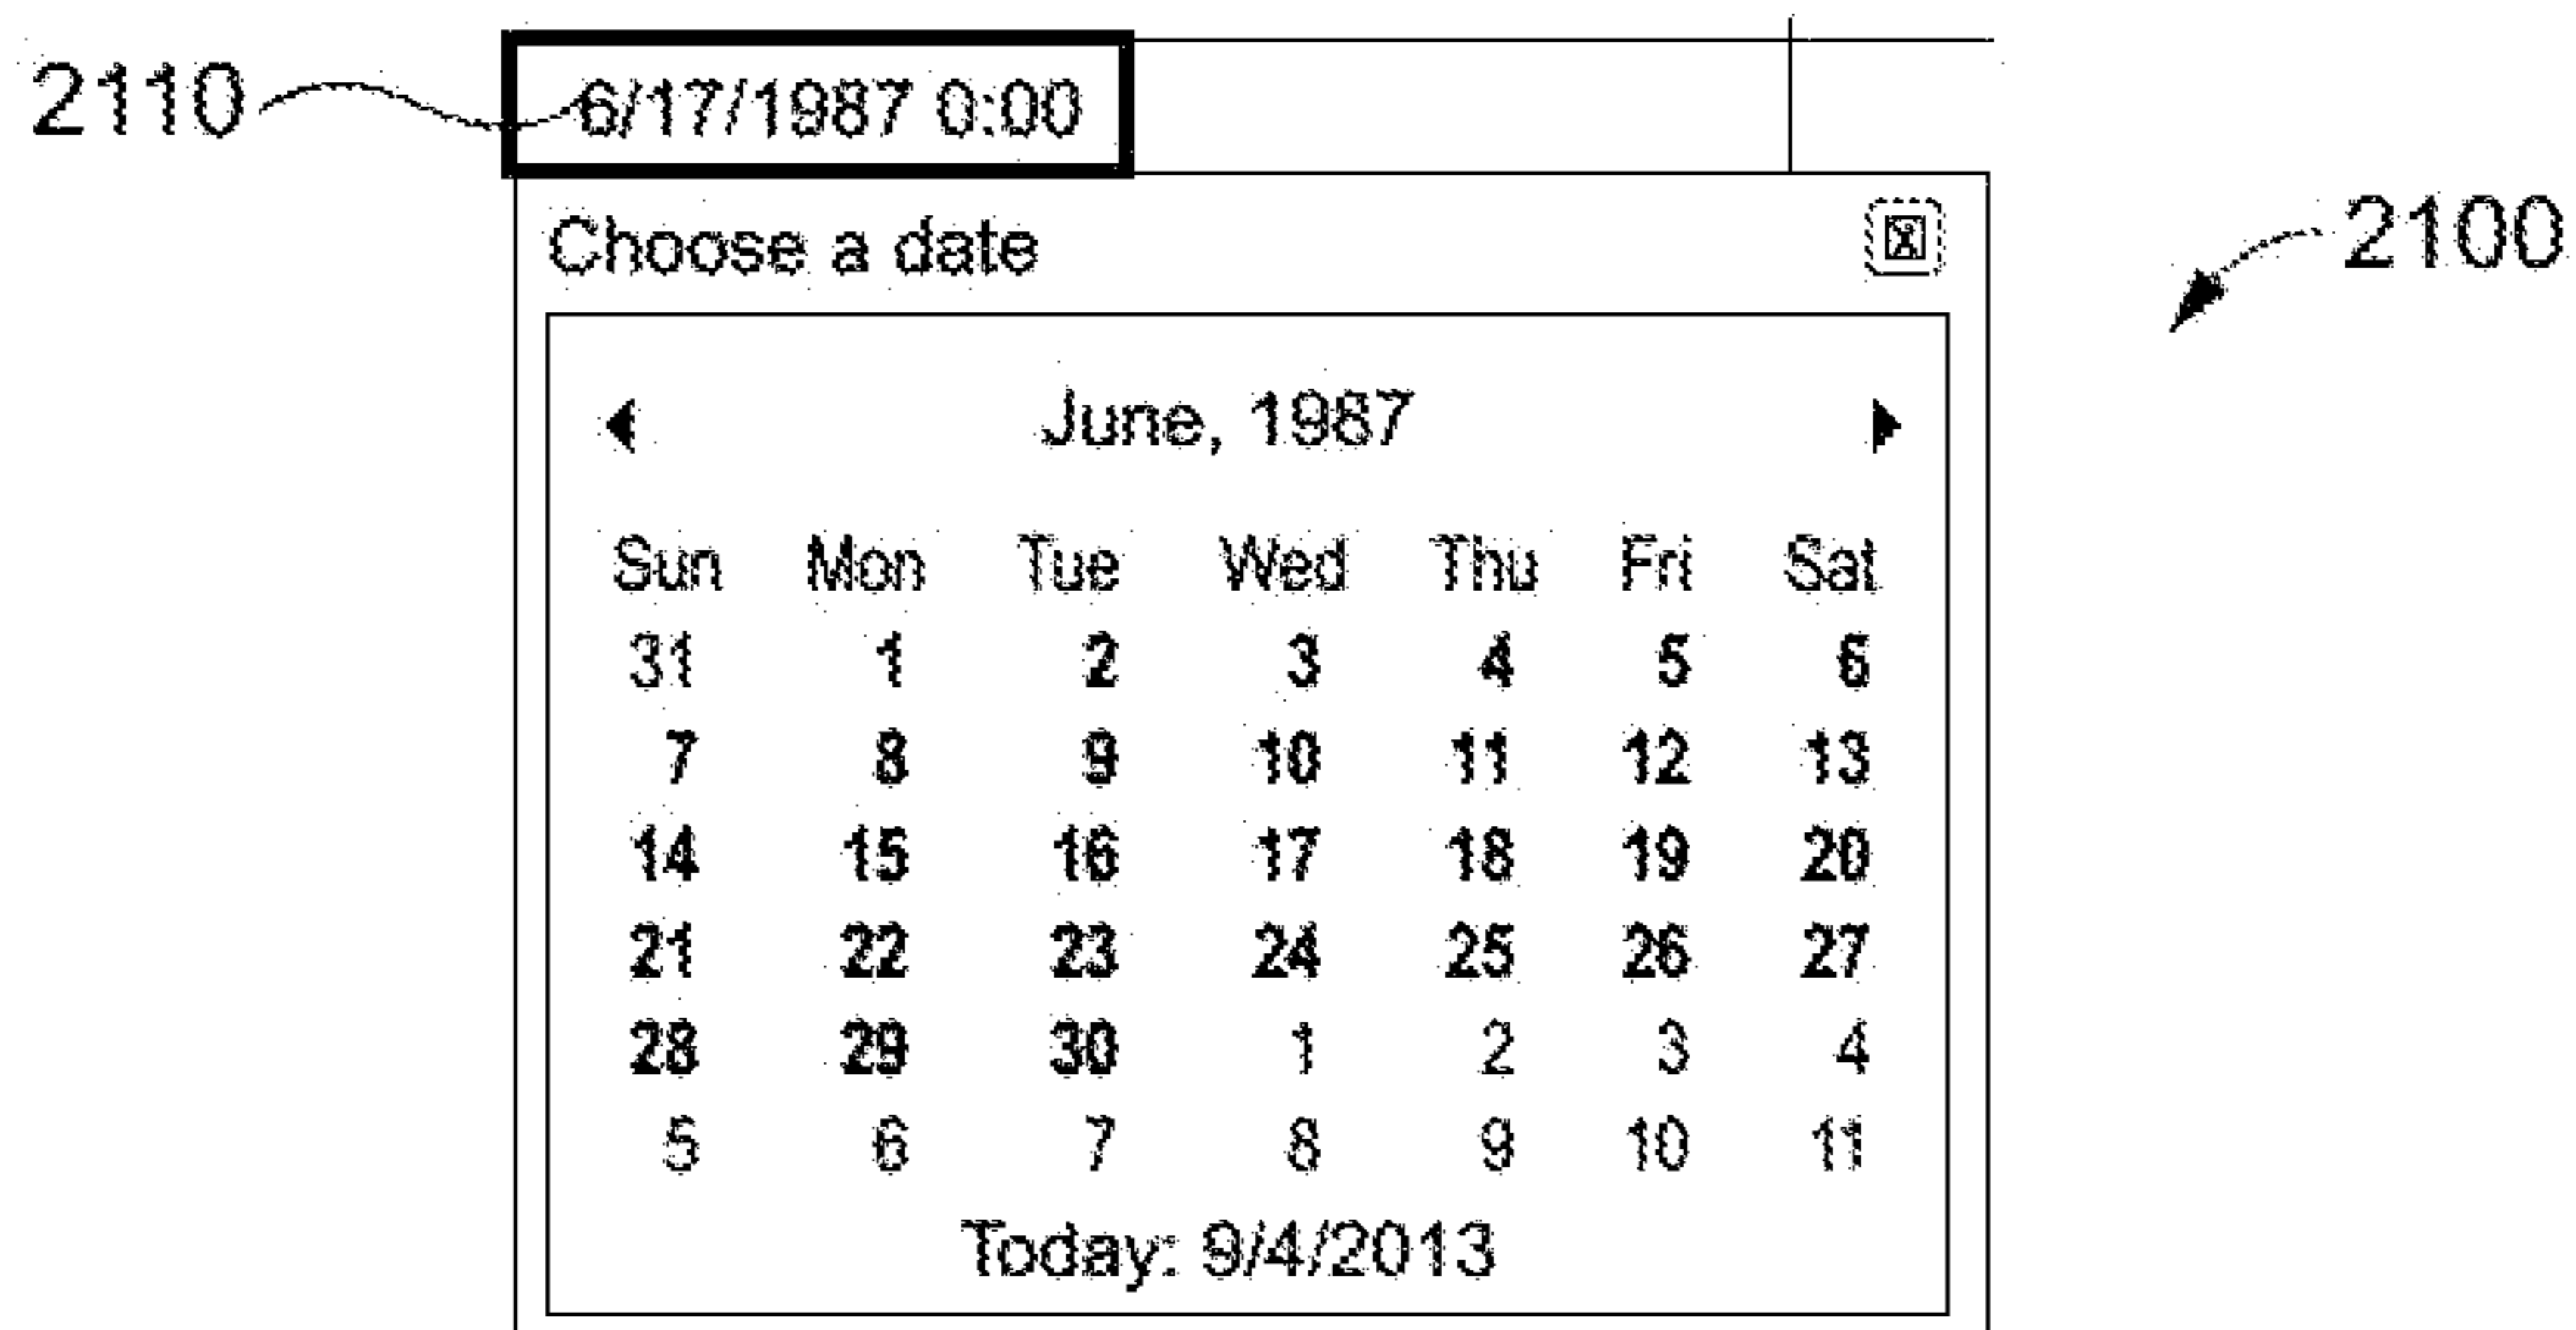 2110 6/17/1987 0:00
Choose a date X 2100
June, 1987
Sun Mon Tue Wed Thu Fri Sat
31 1 2 3 4 5 6
7 8 9 10 11 12 13
14 15 16 17 18 19 20
21 22 23 24 25 26 27
28 29 30 1 2 3 4
5 6 7 8 9 10 11
Today: 9/4/2013